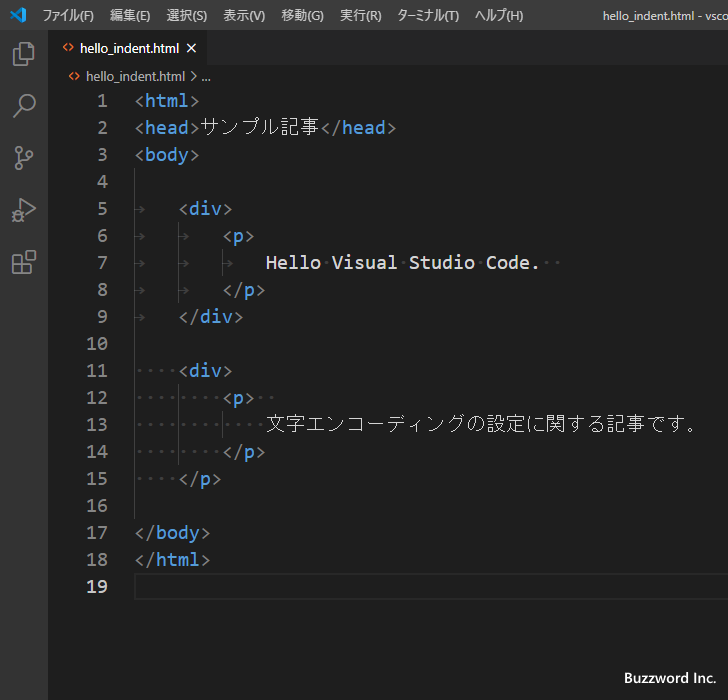 ファイル(F) 編集(E) 選択(S) 表示(V) 移動(G) 実行(R) ターミナル(T) ヘルプ(H) hello_indent.html - vsco
hello_indent.html
hello_indent.html > ...
1 <html>
2 <head>サンプル記事</head>
3 <body>
4
5 <div>
6 <p>
7 Hello Visual Studio Code.
8 </p>
9 </div>
10
11 <div>
12 <p>
13 文字エンコーディングの設定に関する記事です。
14 </p>
15 </p>
16
17 </body>
18 </html>
19
Buzzword Inc.